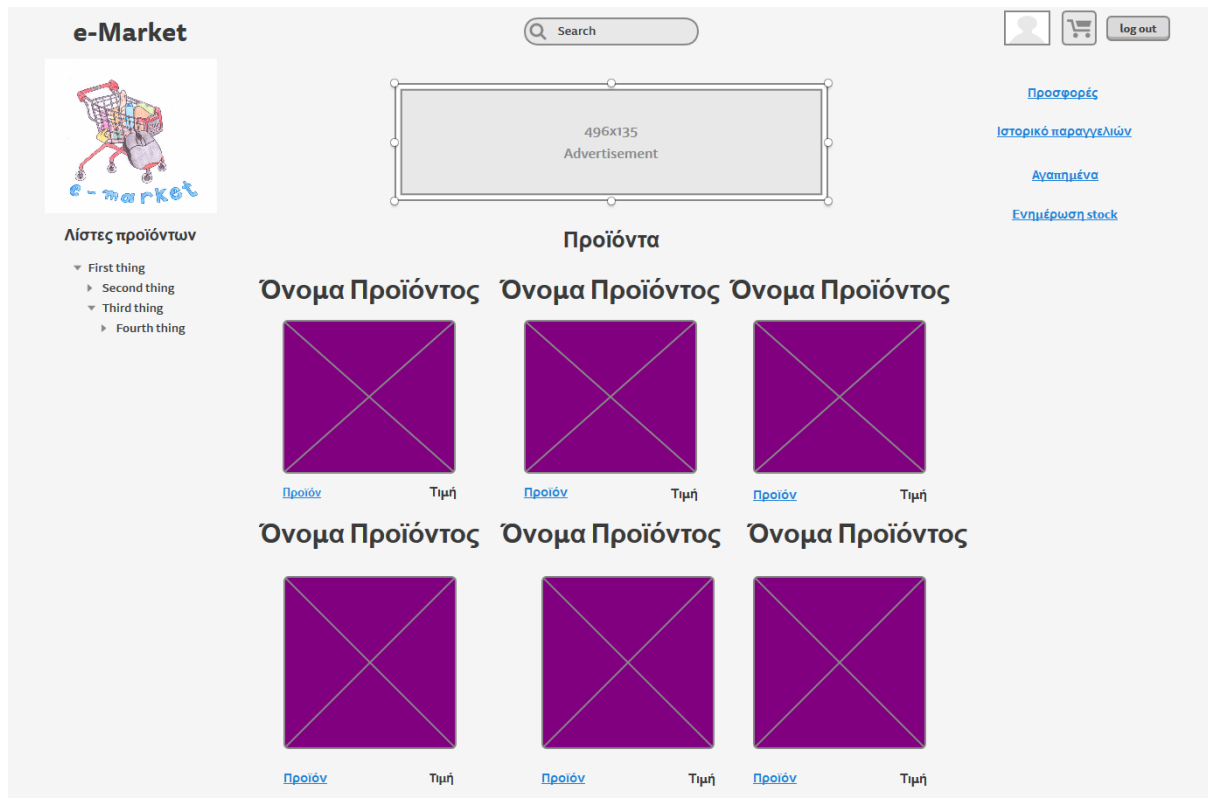 e-Market
Search
log out
e-market
496x135
Advertisement
Προσφορές
Ιστορικό παραγγελιών
Αγαπημένα
Ενημέρωση stock
Λίστες προϊόντων
First thing
Second thing
Third thing
Fourth thing
Προϊόντα
Όνομα Προϊόντος Όνομα Προϊόντος Όνομα Προϊόντος
Προϊόν Τιμή Προϊόν Τιμή Προϊόν Τιμή
Όνομα Προϊόντος Όνομα Προϊόντος Όνομα Προϊόντος
Προϊόν Τιμή Προϊόν Τιμή Προϊόν Τιμή